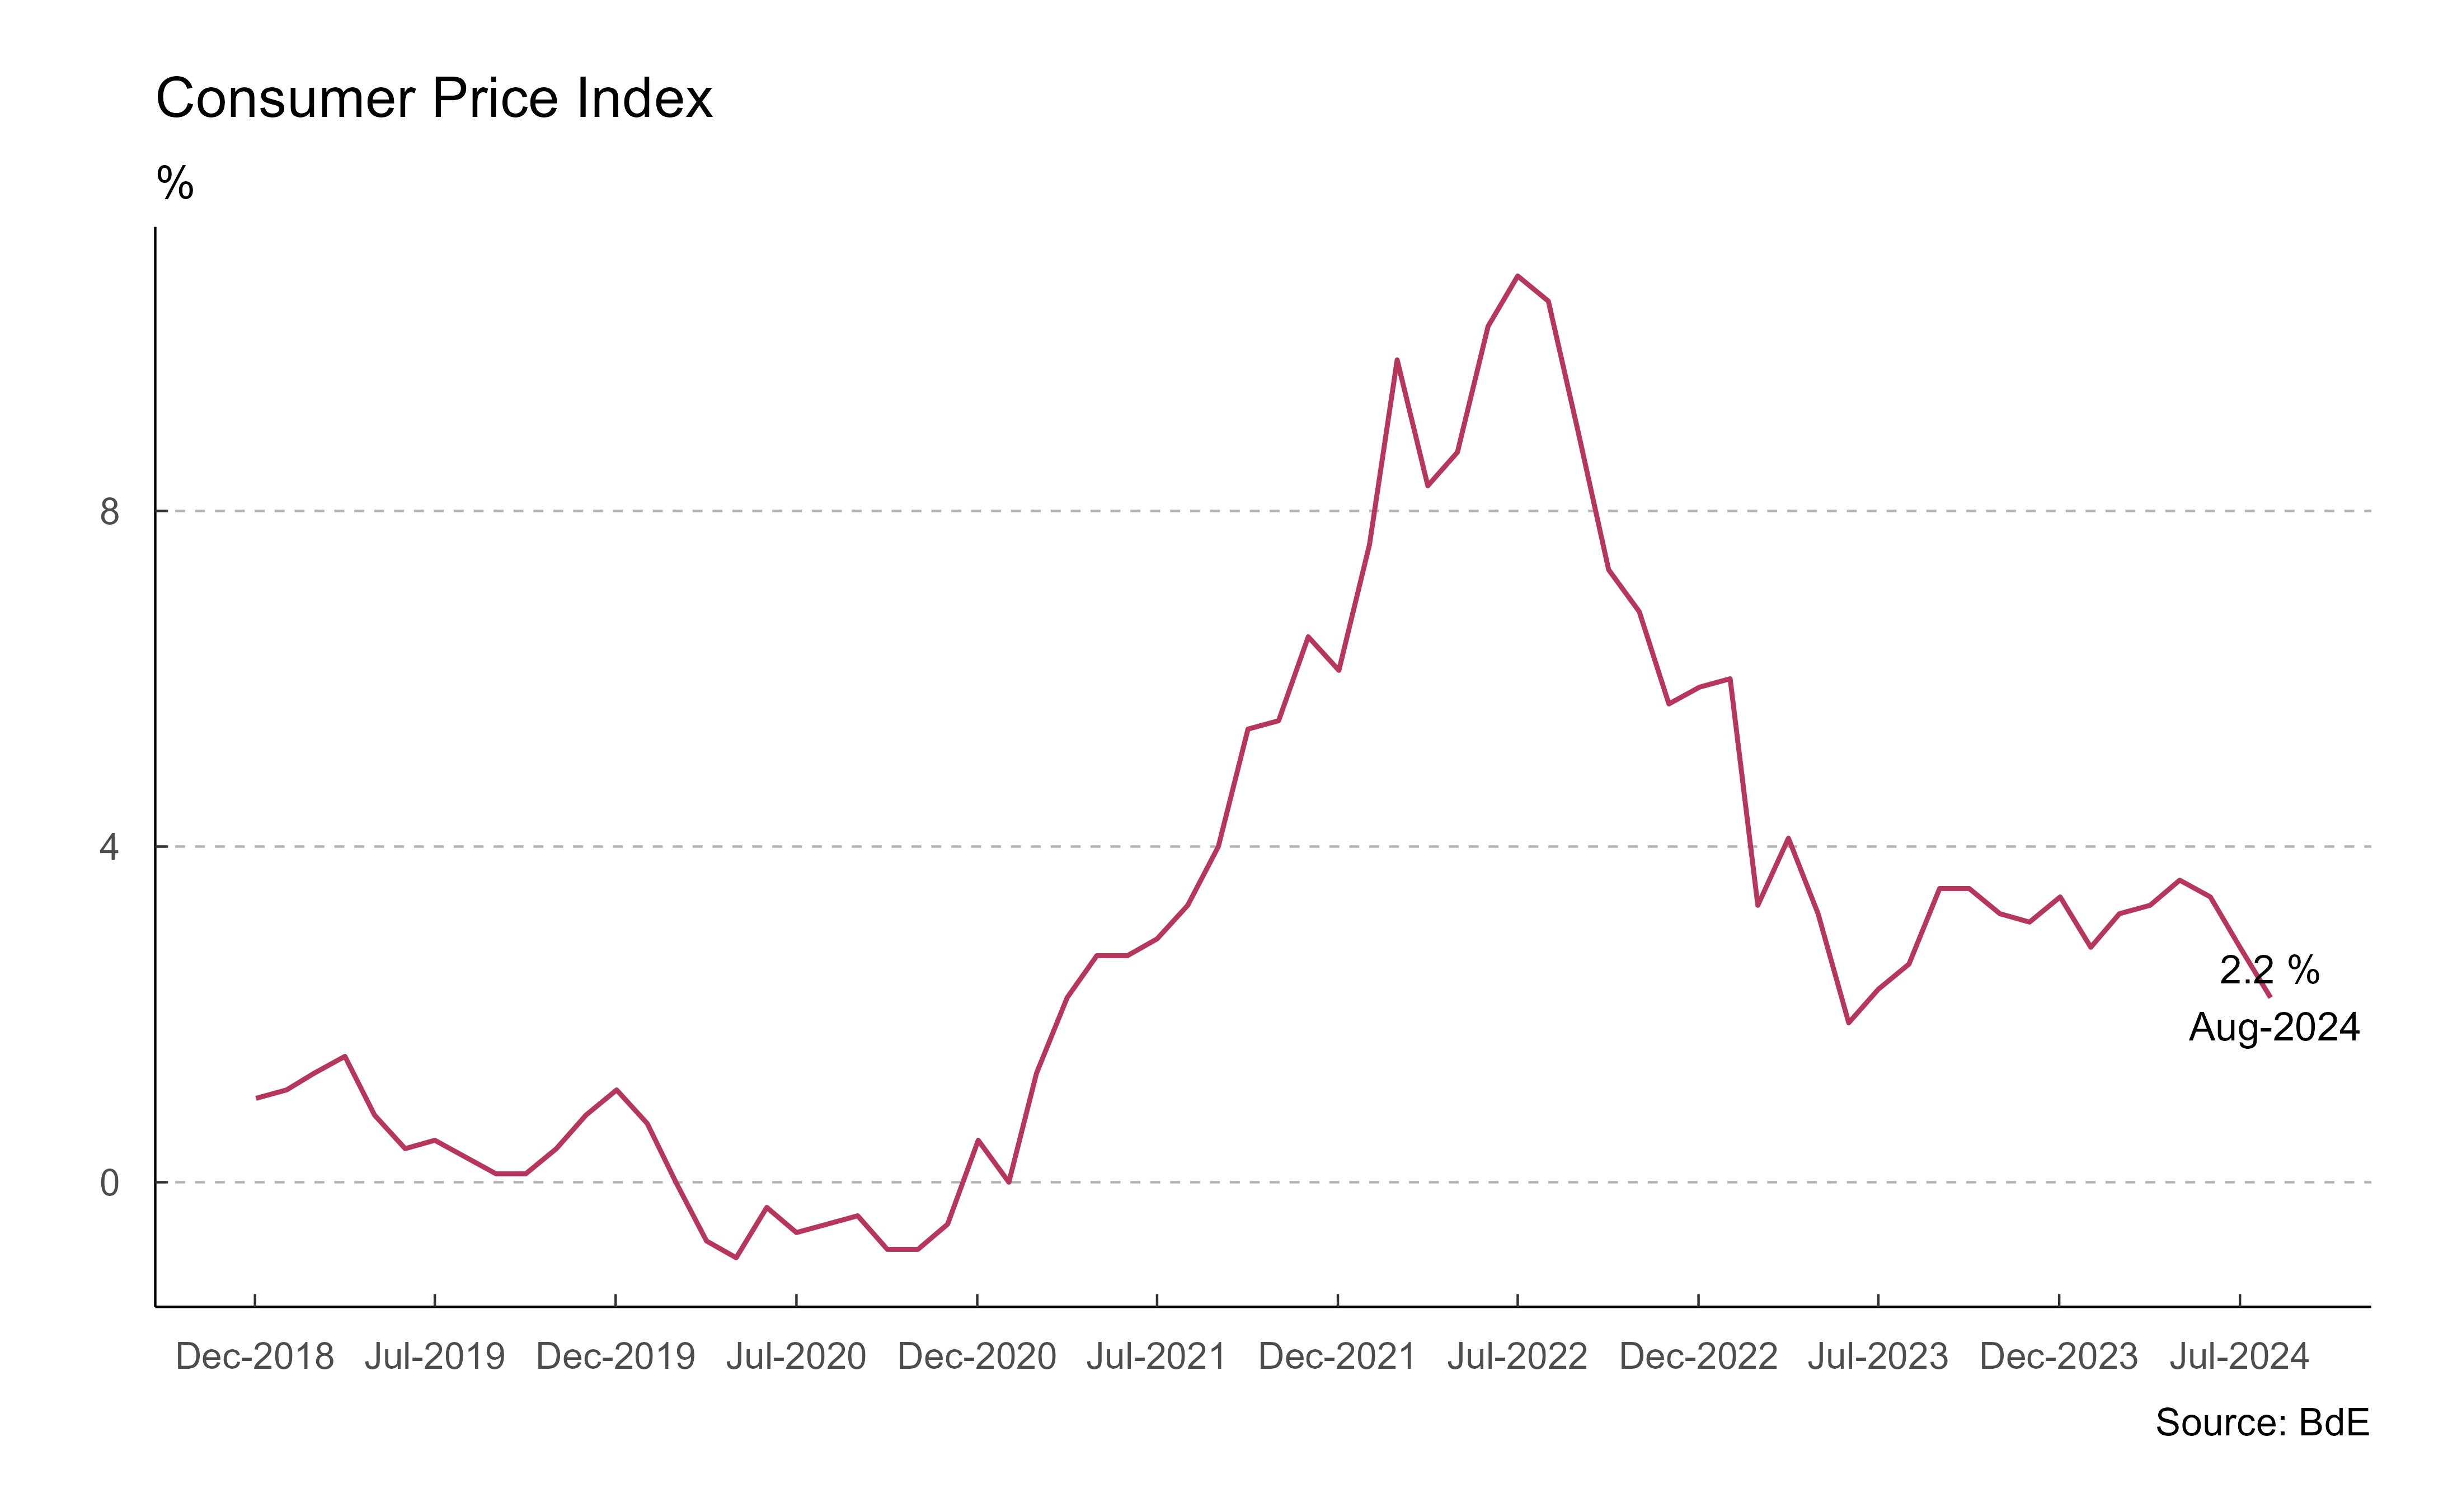 Consumer Price Index
%
8
4
0
2.2 %
Aug-2024
Dec-2018 Jul-2019 Dec-2019 Jul-2020 Dec-2020 Jul-2021 Dec-2021 Jul-2022 Dec-2022 Jul-2023 Dec-2023 Jul-2024
Source: BdE